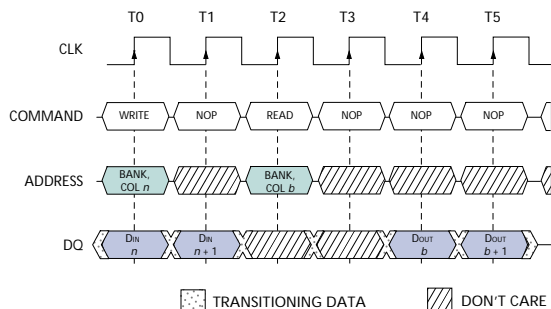 T0 T1 T2 T3 T4 T5
CLK
COMMAND WRITE NOP READ NOP NOP NOP
ADDRESS BANK, COL n BANK, COL b
DQ DIN n DIN n + 1 DOUT b DOUT b + 1
TRANSITIONING DATA DON'T CARE